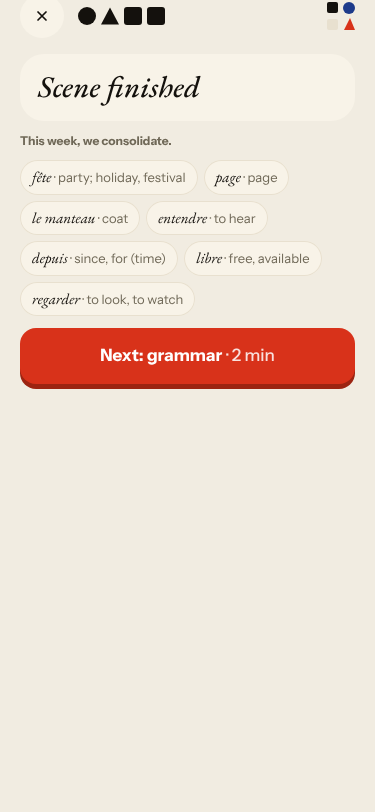 Scene finished
This week, we consolidate.
fête · party; holiday, festival
page · page
le manteau · coat
entendre · to hear
depuis · since, for (time)
libre · free, available
regarder · to look, to watch
Next: grammar · 2 min